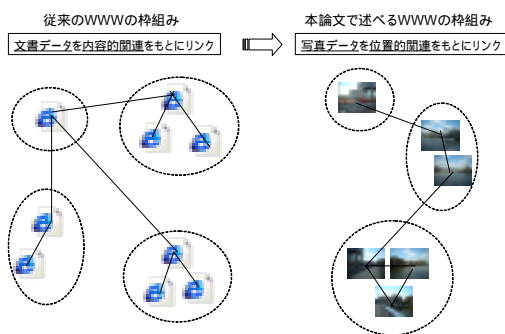 従来のWWWの枠組み
文書データを内容的関連をもとにリンク
本論文で述べるWWWの枠組み
写真データを位置的関連をもとにリンク